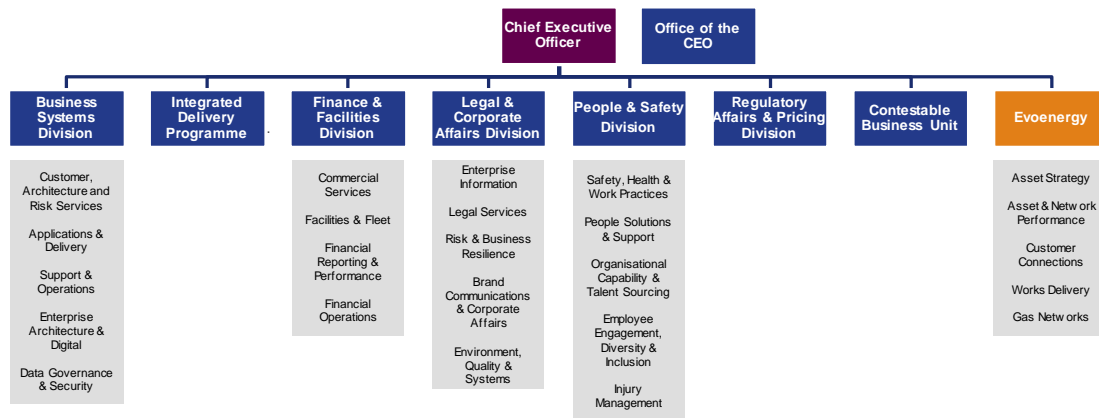 Chief Executive
Officer
Office of the
CEO
Business
Systems
Division
Integrated
Delivery
Programme
Finance &
Facilities
Division
Legal &
Corporate
Affairs Division
People & Safety
Division
Regulatory
Affairs & Pricing
Division
Contestable
Business Unit
Evoenergy
Customer,
Architecture and
Risk Services
Applications &
Delivery
Support &
Operations
Enterprise
Architecture &
Digital
Data Governance
& Security
Commercial
Services
Facilities & Fleet
Financial
Reporting &
Performance
Financial
Operations
Enterprise
Information
Legal Services
Risk & Business
Resilience
Brand
Communications
& Corporate
Affairs
Environment,
Quality &
Systems
Safety, Health &
Work Practices
People Solutions
& Support
Organisational
Capability &
Talent Sourcing
Employee
Engagement,
Diversity &
Inclusion
Injury
Management
Asset Strategy
Asset & Network
Performance
Customer
Connections
Works Delivery
Gas Networks